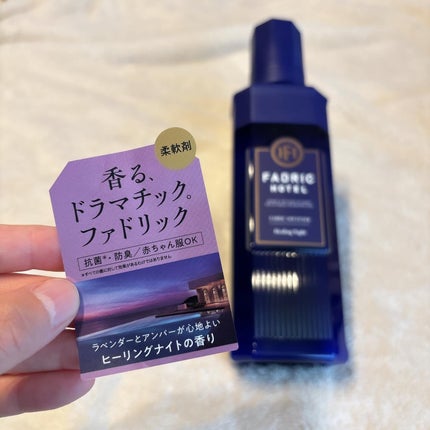 柔軟剤
香る、
ドラマチック。
ファドリック
抗菌※・防臭／赤ちゃん服OK
※すべての菌に対して効果があるわけではありません
ラベンダーとアンバーが心地よい
ヒーリングナイトの香り
FADRIC
HOTEL
FABRIC SOFTENER
Healing Night